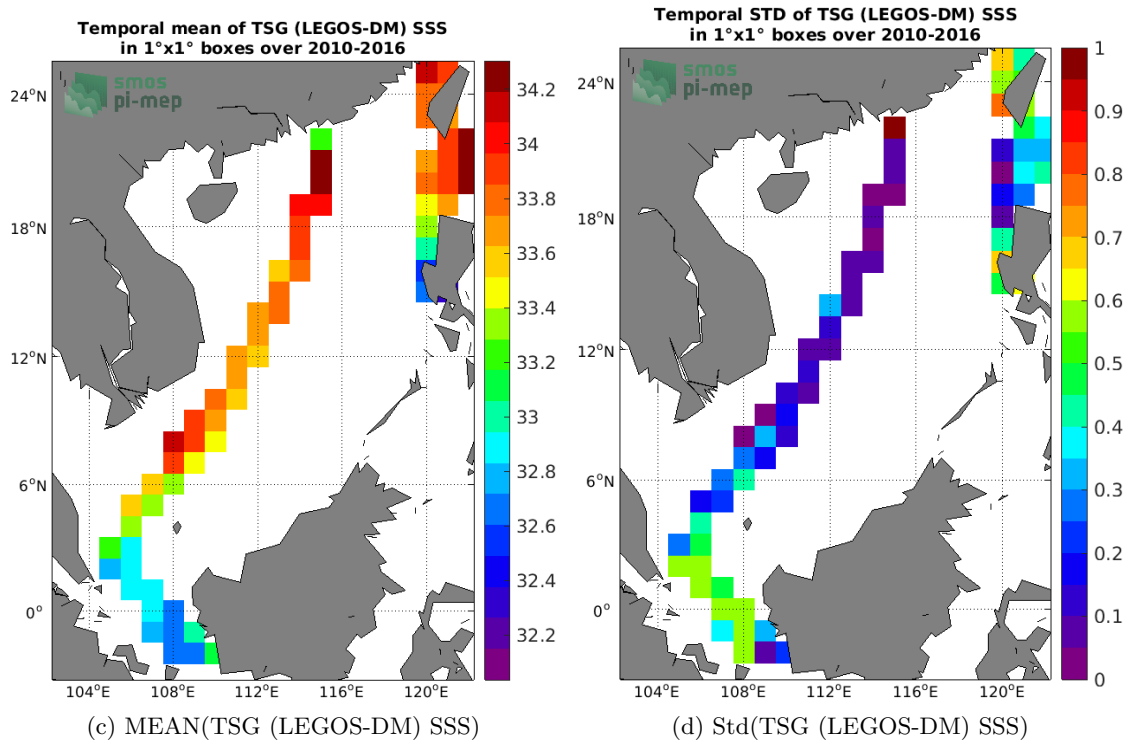 Temporal mean of TSG (LEGOS-DM) SSS
in 1°x1° boxes over 2010-2016
smos
pi-mep
24°N
18°N
12°N
6°N
0°
104°E
108°E
112°E
116°E
120°E
34.2
34
33.8
33.6
33.4
33.2
33
32.8
32.6
32.4
32.2
(c) MEAN(TSG (LEGOS-DM) SSS)
Temporal STD of TSG (LEGOS-DM) SSS
in 1°x1° boxes over 2010-2016
smos
pi-mep
24°N
18°N
12°N
6°N
0°
104°E
108°E
112°E
116°E
120°E
1
0.9
0.8
0.7
0.6
0.5
0.4
0.3
0.2
0.1
0
(d) Std(TSG (LEGOS-DM) SSS)